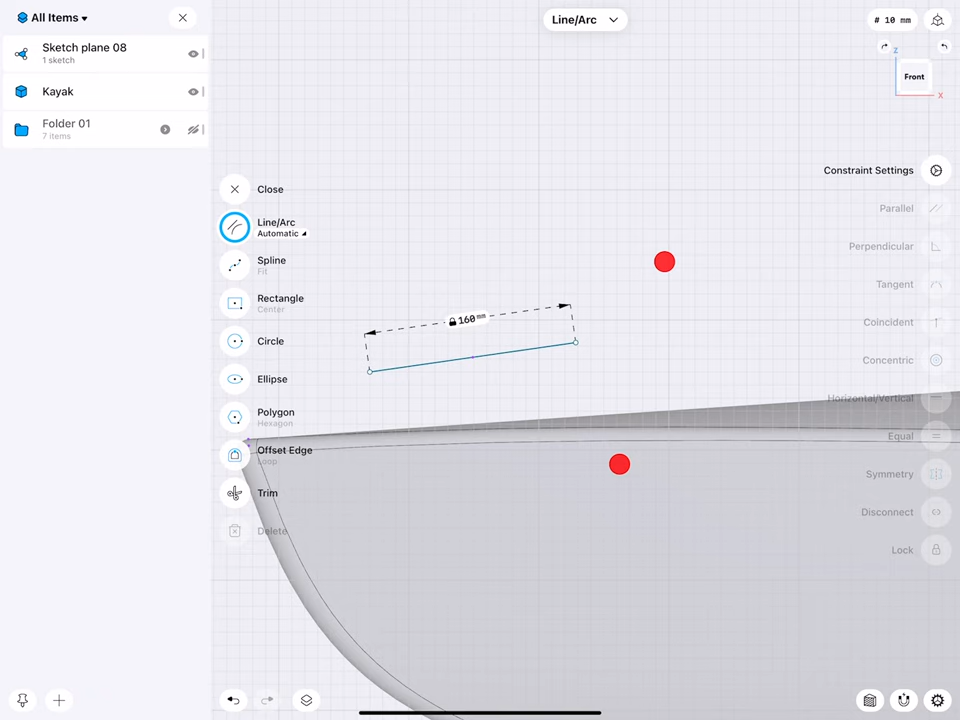 All Items
Sketch plane 08
1 sketch
Kayak
Folder 01
7 items
Line/Arc
# 10 mm
Z
Front
X
Close
Line/Arc
Automatic
Spline
Fit
Rectangle
Center
Circle
Ellipse
Polygon
Hexagon
Offset Edge
Loop
Trim
Delete
160 mm
Constraint Settings
Parallel
Perpendicular
Tangent
Coincident
Concentric
Horizontal/Vertical
Equal
Symmetry
Disconnect
Lock